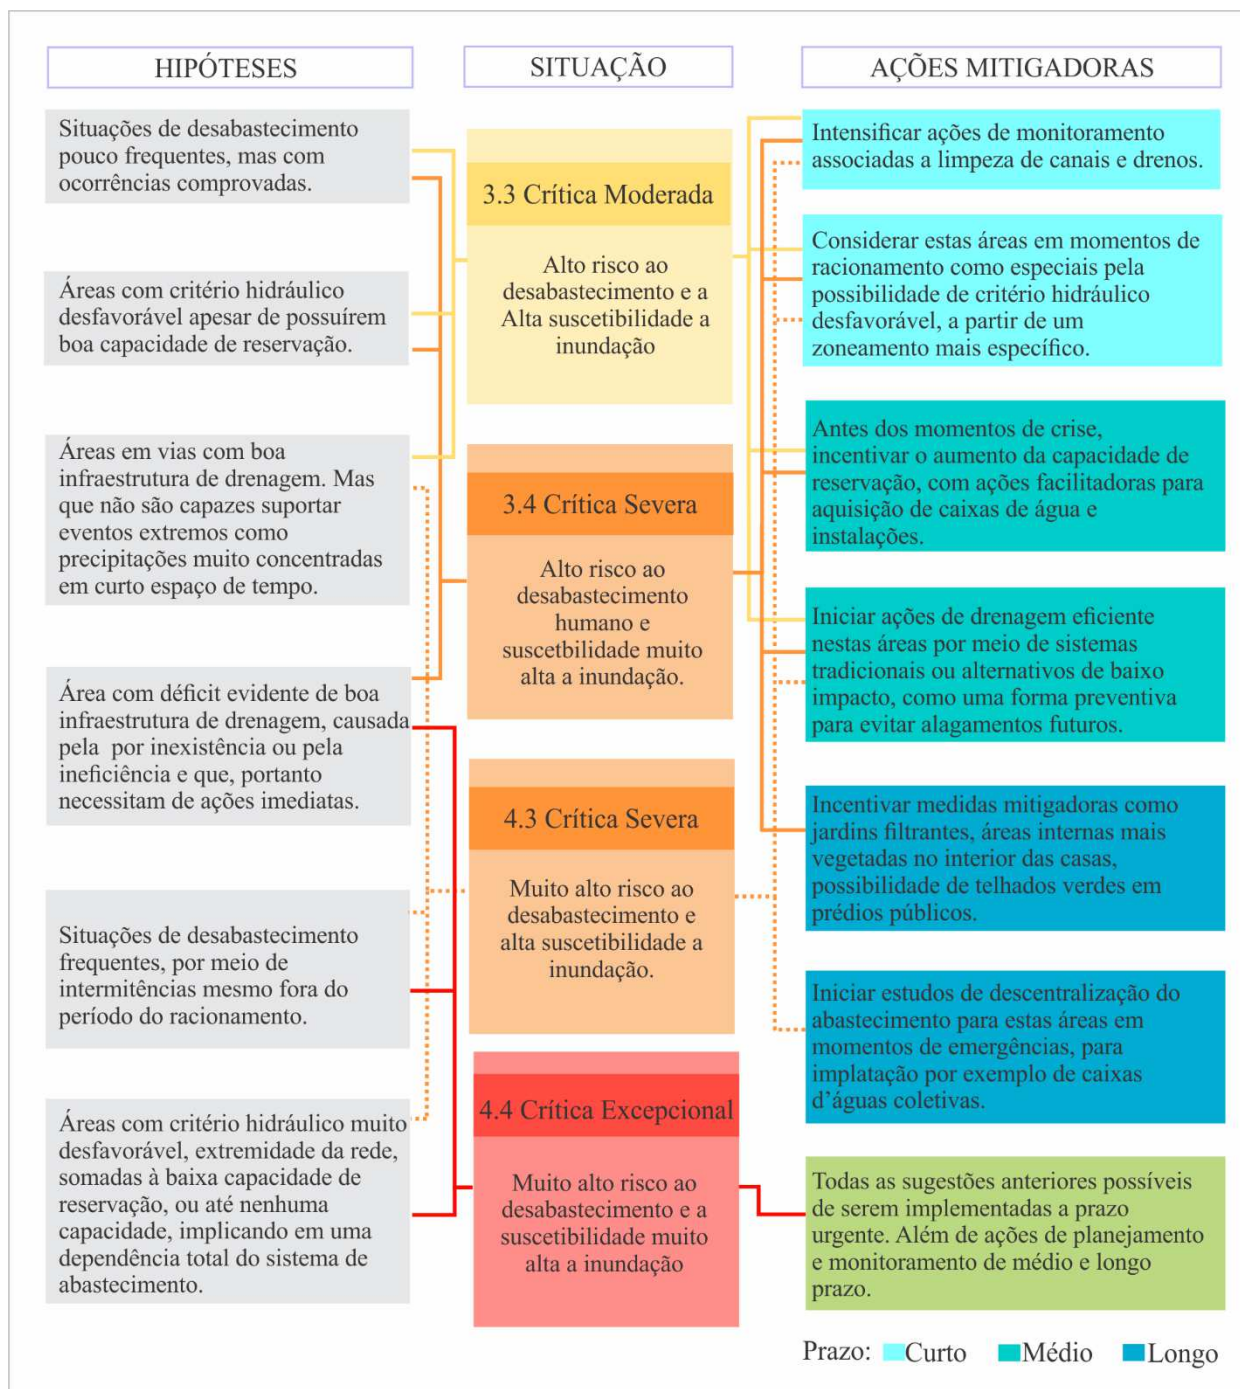 HIPÓTESES
Situações de desabastecimento
pouco frequentes, mas com
ocorrências comprovadas.
Áreas com critério hidráulico
desfavorável apesar de possuírem
boa capacidade de reservação.
Áreas em vias com boa
infraestrutura de drenagem. Mas
que não são capazes suportar
eventos extremos como
precipitações muito concentradas
em curto espaço de tempo.
Área com déficit evidente de boa
infraestrutura de drenagem, causada
pela por inexistência ou pela
ineficiência e que, portanto
necessitam de ações imediatas.
Situações de desabastecimento
frequentes, por meio de
intermitências mesmo fora do
período do racionamento.
Áreas com critério hidráulico muito
desfavorável, extremidade da rede,
somadas à baixa capacidade de
reservação, ou até nenhuma
capacidade, implicando em uma
dependência total do sistema de
abastecimento.
SITUAÇÃO
3.3 Crítica Moderada
Alto risco ao
desabastecimento e a
Alta suscetibilidade a
inundação
3.4 Crítica Severa
Alto risco ao
desabastecimento
humano e
suscetbilidade muito
alta a inundação.
4.3 Crítica Severa
Muito alto risco ao
desabastecimento e
alta suscetibilidade a
inundação.
4.4 Crítica Excepcional
Muito alto risco ao
desabastecimento e a
suscetibilidade muito
alta a inundação
AÇÕES MITIGADORAS
Intensificar ações de monitoramento
associadas a limpeza de canais e drenos.
Considerar estas áreas em momentos de
racionamento como especiais pela
possibilidade de critério hidráulico
desfavorável, a partir de um
zoneamento mais específico.
Antes dos momentos de crise,
incentivar o aumento da capacidade de
reservação, com ações facilitadoras para
aquisição de caixas de água e
instalações.
Iniciar ações de drenagem eficiente
nestas áreas por meio de sistemas
tradicionais ou alternativos de baixo
impacto, como uma forma preventiva
para evitar alagamentos futuros.
Incentivar medidas mitigadoras como
jardins filtrantes, áreas internas mais
vegetadas no interior das casas,
possibilidade de telhados verdes em
prédios públicos.
Iniciar estudos de descentralização do
abastecimento para estas áreas em
momentos de emergências, para
implatação por exemplo de caixas
d'águas coletivas.
Todas as sugestões anteriores possíveis
de serem implementadas a prazo
urgente. Além de ações de planejamento
e monitoramento de médio e longo
prazo.
Prazo: Curto Médio Longo